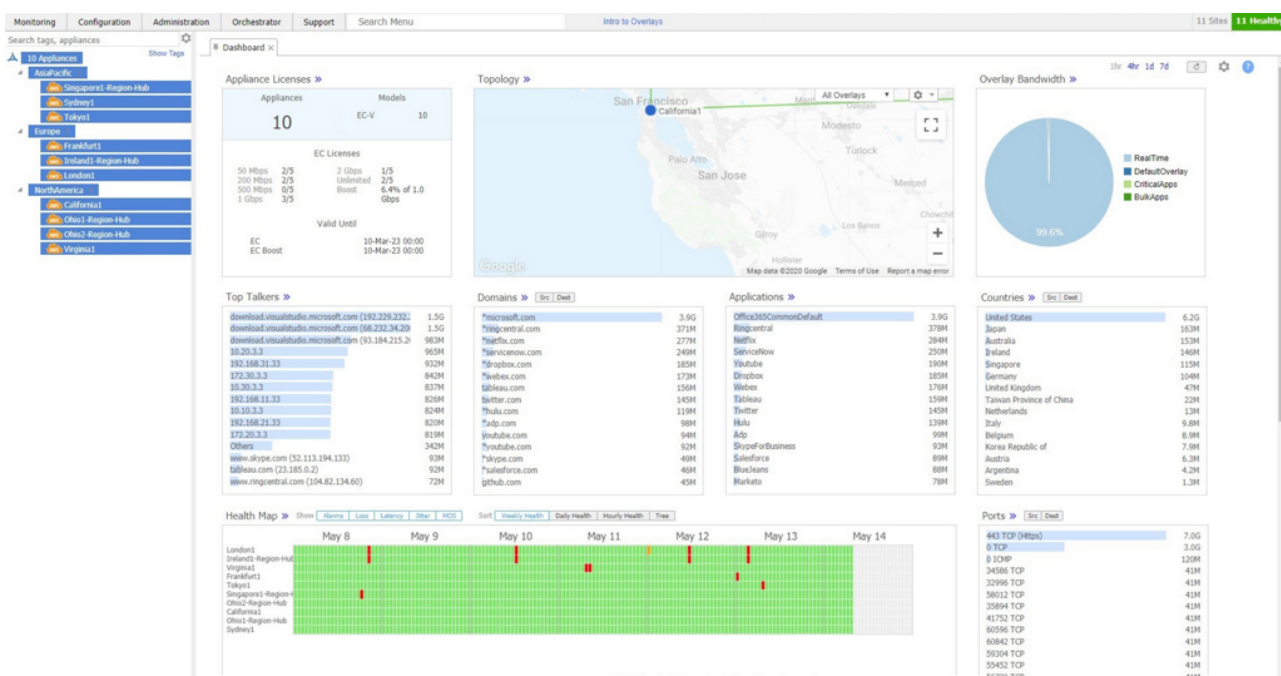 Monitoring Configuration Administration Orchestrator Support Search Menu Intro to Overlays 11 Sites 11 Healthy
Search tags, appliances
Show Tags
10 Appliances
AsiaPacific
Singapore1-Region-Hub
Sydney1
Tokyo1
Europe
Frankfurt1
Ireland1-Region-Hub
London1
NorthAmerica
California1
Ohio1-Region-Hub
Ohio2-Region-Hub
Virginia1
Dashboard ×
1hr 4hr 1d 7d
Appliance Licenses »
Appliances Models
10 EC-V 10
EC Licenses
50 Mbps 2/5 2 Gbps 1/5
200 Mbps 2/5 Unlimited 2/5
500 Mbps 0/5 Boost 6.4% of 1.0
1 Gbps 3/5 Gbps
Valid Until
EC 10-Mar-23 00:00
EC Boost 10-Mar-23 00:00
Topology »
All Overlays
San Francisco
California1
Oakdale
Modesto
Turlock
Palo Alto
San Jose
Merced
Chowchil
Los Banos
Gilroy
Hollister
Google
Map data ©2020 Google Terms of Use Report a map error
Overlay Bandwidth »
99.6%
RealTime
DefaultOverlay
CriticalApps
BulkApps
Top Talkers »
download.visualstudio.microsoft.com (192.229.232. 1.5G
download.visualstudio.microsoft.com (68.232.34.20 1.5G
download.visualstudio.microsoft.com (93.184.215.2 983M
10.20.3.3 965M
192.168.31.33 932M
172.30.3.3 842M
10.30.3.3 837M
192.168.11.33 826M
10.10.3.3 824M
192.168.21.33 820M
172.20.3.3 819M
Others 342M
www.skype.com (52.113.194.133) 93M
tableau.com (23.185.0.2) 92M
www.ringcentral.com (104.82.134.60) 72M
Domains » Src Dest
*microsoft.com 3.9G
*ringcentral.com 371M
*netflix.com 277M
*servicenow.com 249M
*dropbox.com 185M
*webex.com 173M
tableau.com 156M
twitter.com 145M
*hulu.com 119M
*adp.com 98M
youtube.com 94M
*youtube.com 92M
*skype.com 49M
*salesforce.com 46M
github.com 45M
Applications »
Office365CommonDefault 3.9G
Ringcentral 378M
Netflix 284M
ServiceNow 250M
Youtube 190M
Dropbox 185M
Webex 176M
Tableau 159M
Twitter 145M
Hulu 139M
Adp 99M
SkypeForBusiness 93M
Salesforce 89M
BlueJeans 88M
Marketo 78M
Countries » Src Dest
United States 6.2G
Japan 163M
Australia 153M
Ireland 146M
Singapore 115M
Germany 104M
United Kingdom 47M
Taiwan Province of China 22M
Netherlands 13M
Italy 9.8M
Belgium 8.9M
Korea Republic of 7.9M
Austria 6.3M
Argentina 4.2M
Sweden 1.3M
Health Map » Show Alarms Loss Latency Jitter MOS Sort Weekly Health Daily Health Hourly Health Tree
May 8 May 9 May 10 May 11 May 12 May 13 May 14
London1
Ireland1-Region-Hub
Virginia1
Frankfurt1
Tokyo1
Singapore1-Region-H
Ohio2-Region-Hub
California1
Ohio1-Region-Hub
Sydney1
Ports » Src Dest
443 TCP (Https) 7.0G
0 TCP 3.0G
0 ICMP 120M
34586 TCP 41M
32996 TCP 41M
58012 TCP 41M
35894 TCP 41M
41752 TCP 41M
60596 TCP 41M
60842 TCP 41M
59304 TCP 41M
55452 TCP 41M